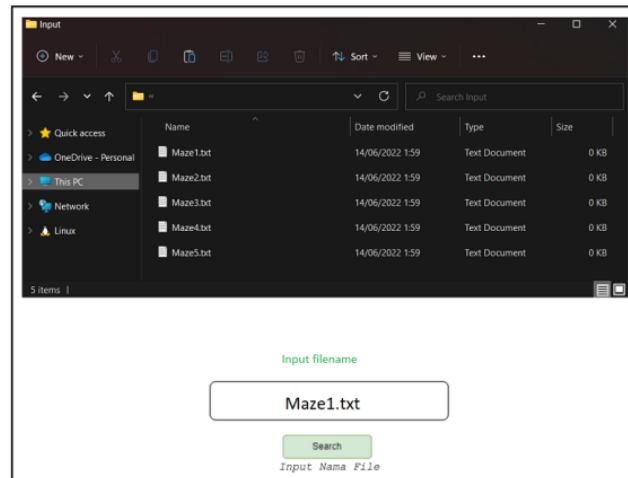 Input
New
Sort
View
Search Input
Quick access
OneDrive - Personal
This PC
Network
Linux
Name Date modified Type Size
Maze1.txt 14/06/2022 1:59 Text Document 0 KB
Maze2.txt 14/06/2022 1:59 Text Document 0 KB
Maze3.txt 14/06/2022 1:59 Text Document 0 KB
Maze4.txt 14/06/2022 1:59 Text Document 0 KB
Maze5.txt 14/06/2022 1:59 Text Document 0 KB
5 items
Input filename
Maze1.txt
Search
Input Nama File